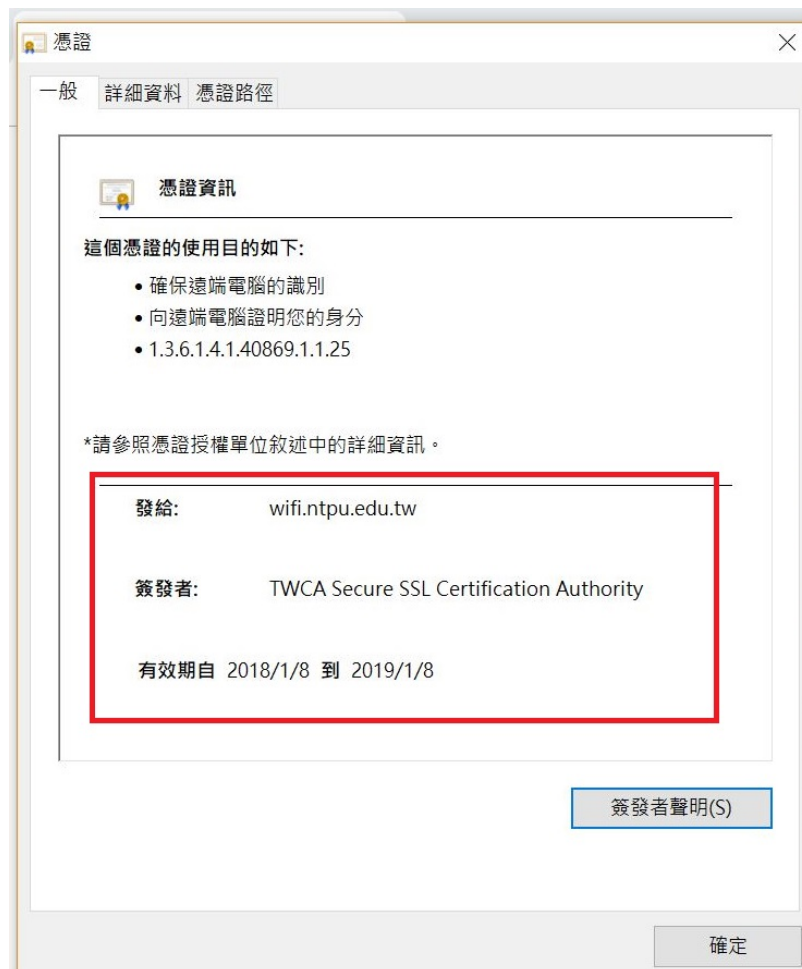 憑證
一般 詳細資料 憑證路徑
憑證資訊
這個憑證的使用目的如下:
• 確保遠端電腦的識別
• 向遠端電腦證明您的身分
• 1.3.6.1.4.1.40869.1.1.25
*請參照憑證授權單位敘述中的詳細資訊。
發給: wifi.ntpu.edu.tw
簽發者: TWCA Secure SSL Certification Authority
有效期自 2018/1/8 到 2019/1/8
簽發者聲明(S)
確定